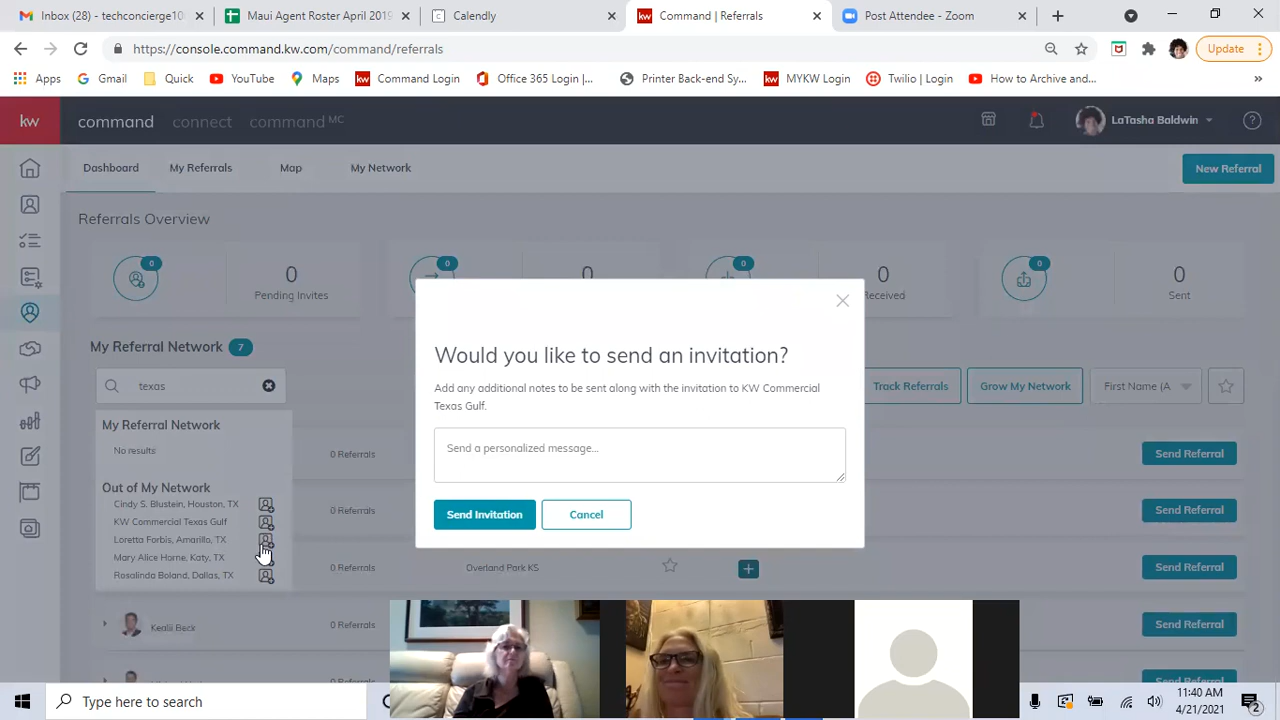 Inbox (46) - techconcierge10
Maui Agent Roster April 2019
Calendly
Command | Referrals
Post Attendee - Zoom
https://console.command.kw.com/command/referrals
Update
Apps
Gmail
Quick
YouTube
Maps
Command Login
Office 365 Login |...
Printer Back-end Sy...
MYKW Login
Twilio | Login
How to Archive and...
kw
command
connect
command MC
LaTasha Baldwin
Dashboard
My Referrals
Map
My Network
New Referral
Referrals Overview
0
0
Pending Invites
0
0
0
0
Received
0
0
Sent
My Referral Network 7
texas
Track Referrals
Grow My Network
First Name (A
My Referral Network
No results
Out of My Network
Cindy S. Blustein, Houston, TX
KW Commercial Texas Gulf
Loretta Forbis, Amarillo, TX
Mary Alice Horne, Katy, TX
Rosalinda Boland, Dallas, TX
Would you like to send an invitation?
Add any additional notes to be sent along with the invitation to KW Commercial
Texas Gulf.
Send a personalized message...
Send Invitation
Cancel
0 Referrals
Send Referral
0 Referrals
Send Referral
0 Referrals
Overland Park KS
Send Referral
Kealii Beck
0 Referrals
Send Referral
Send Referral
Type here to search
11:40 AM
4/21/2021
2